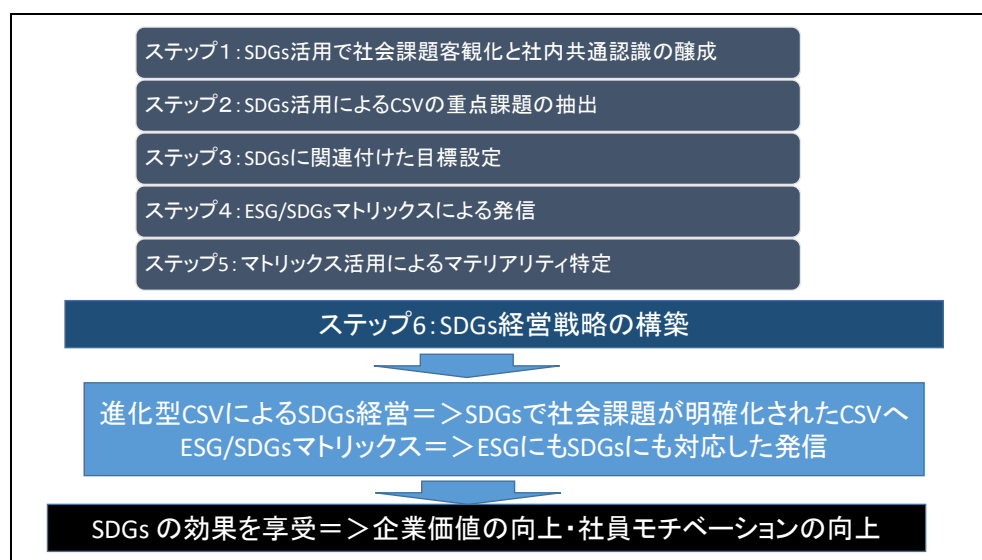 ステップ1：SDGs活用で社会課題客観化と社内共通認識の醸成
ステップ2：SDGs活用によるCSVの重点課題の抽出
ステップ3：SDGsに関連付けた目標設定
ステップ4：ESG/SDGsマトリックスによる発信
ステップ5：マトリックス活用によるマテリアリティ特定
ステップ6：SDGs経営戦略の構築
進化型CSVによるSDGs経営＝＞SDGsで社会課題が明確化されたCSVへ
ESG/SDGsマトリックス＝＞ESGにもSDGsにも対応した発信
SDGs の効果を享受＝＞企業価値の向上・社員モチベーションの向上